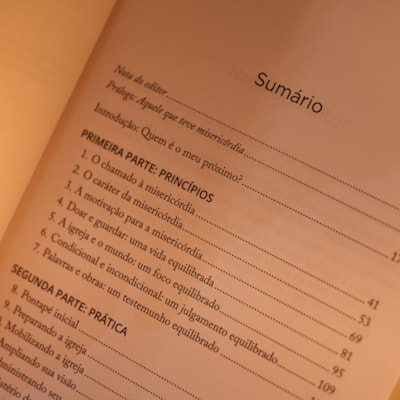 Sumário
Nota do editor
Prólogo: Aquele que teve misericórdia
Introdução: Quem é o meu próximo?
PRIMEIRA PARTE: PRINCÍPIOS
1. O chamado à misericórdia 41
2. O caráter da misericórdia 53
3. A motivação para a misericórdia 69
4. Doar e guardar: uma vida equilibrada 81
5. A igreja e o mundo: um foco equilibrado 95
6. Condicional e incondicional: um julgamento equilibrado 109
7. Palavras e obras: um testemunho equilibrado
SEGUNDA PARTE: PRÁTICA
8. Pontapé inicial
9. Preparando a igreja
Mobilizando a igreja
Ampliando sua visão